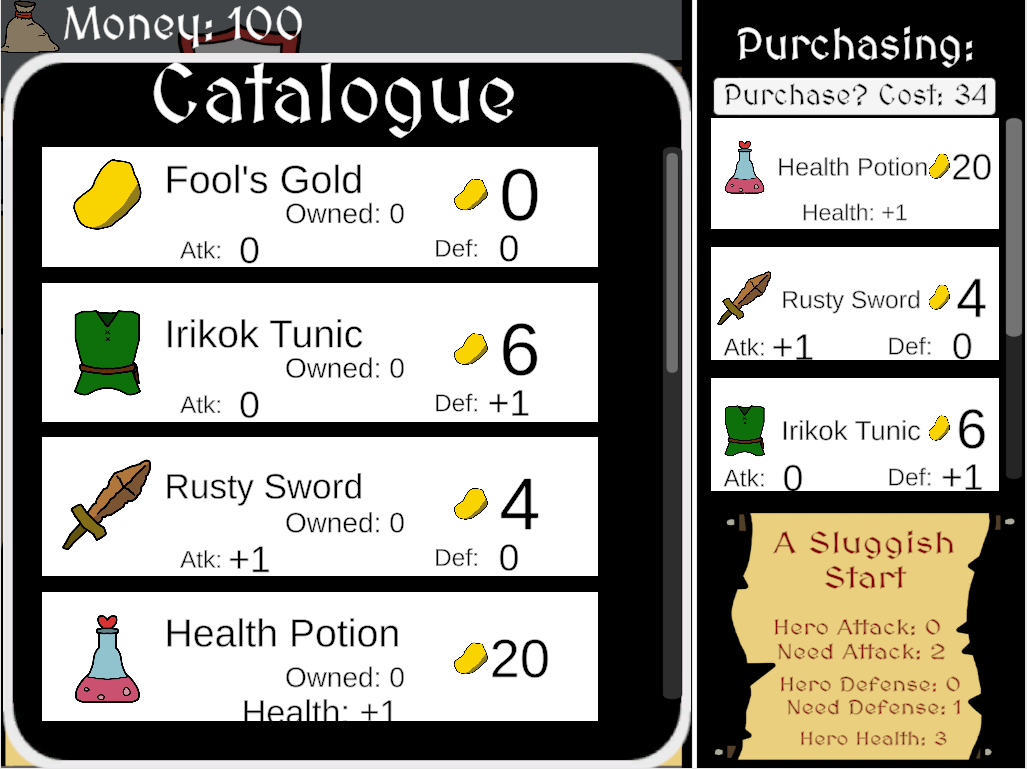 Money: 100
Catalogue
Fool's Gold
0
Owned: 0
Atk: 0 Def: 0
Irikok Tunic
6
Owned: 0
Atk: 0 Def: +1
Rusty Sword
4
Owned: 0
Atk: +1 Def: 0
Health Potion
20
Owned: 0
Health: +1
Purchasing:
Purchase? Cost: 34
Health Potion 20
Health: +1
Rusty Sword 4
Atk: +1 Def: 0
Irikok Tunic 6
Atk: 0 Def: +1
A Sluggish
Start
Hero Attack: 0
Need Attack: 2
Hero Defense: 0
Need Defense: 1
Hero Health: 3